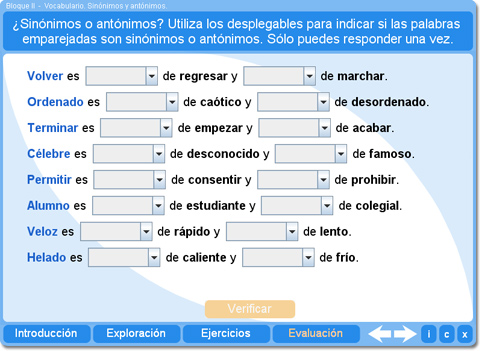 Bloque II - Vocabulario. Sinónimos y antónimos.
¿Sinónimos o antónimos? Utiliza los desplegables para indicar si las palabras
emparejadas son sinónimos o antónimos. Sólo puedes responder una vez.
Volver es de regresar y de marchar.
Ordenado es de caótico y de desordenado.
Terminar es de empezar y de acabar.
Célebre es de desconocido y de famoso.
Permitir es de consentir y de prohibir.
Alumno es de estudiante y de colegial.
Veloz es de rápido y de lento.
Helado es de caliente y de frío.
Verificar
Introducción Exploración Ejercicios Evaluación i c x